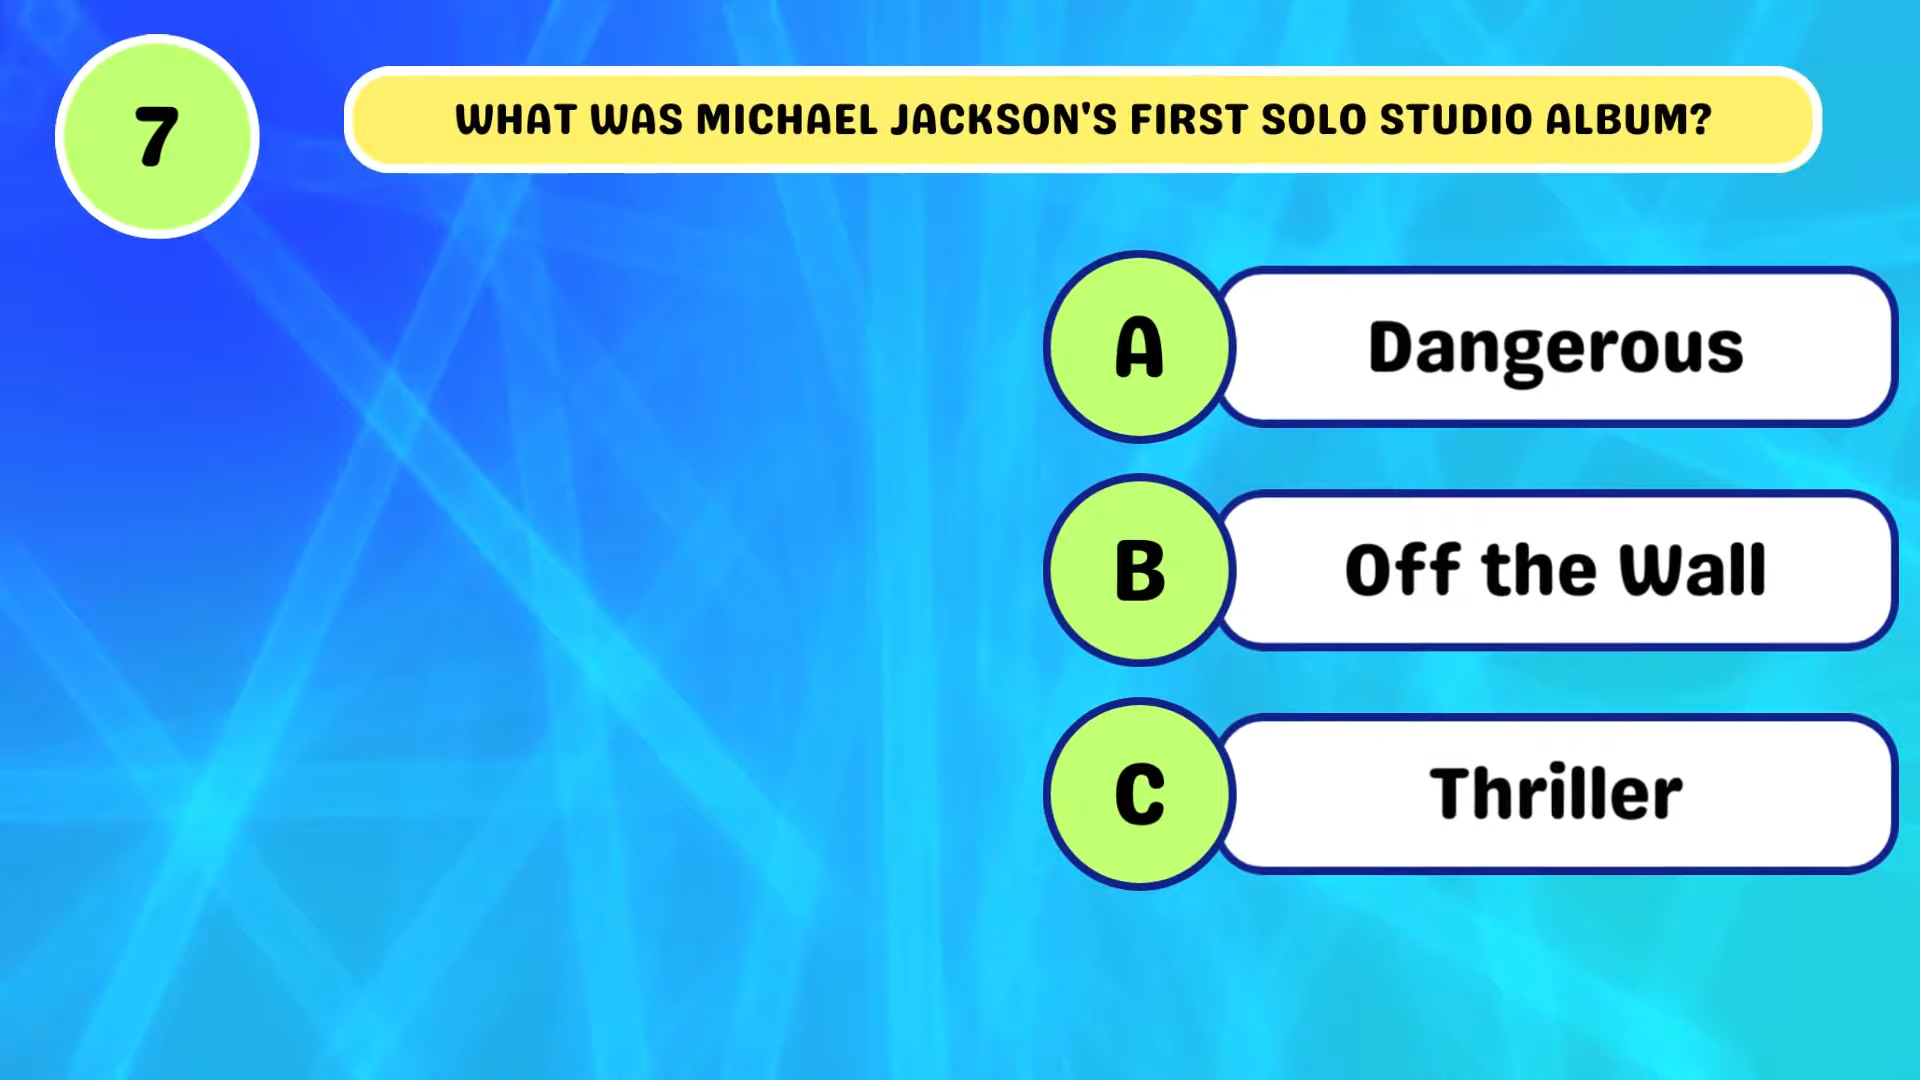 7
WHAT WAS MICHAEL JACKSON'S FIRST SOLO STUDIO ALBUM?
A
Dangerous
B
Off the Wall
C
Thriller